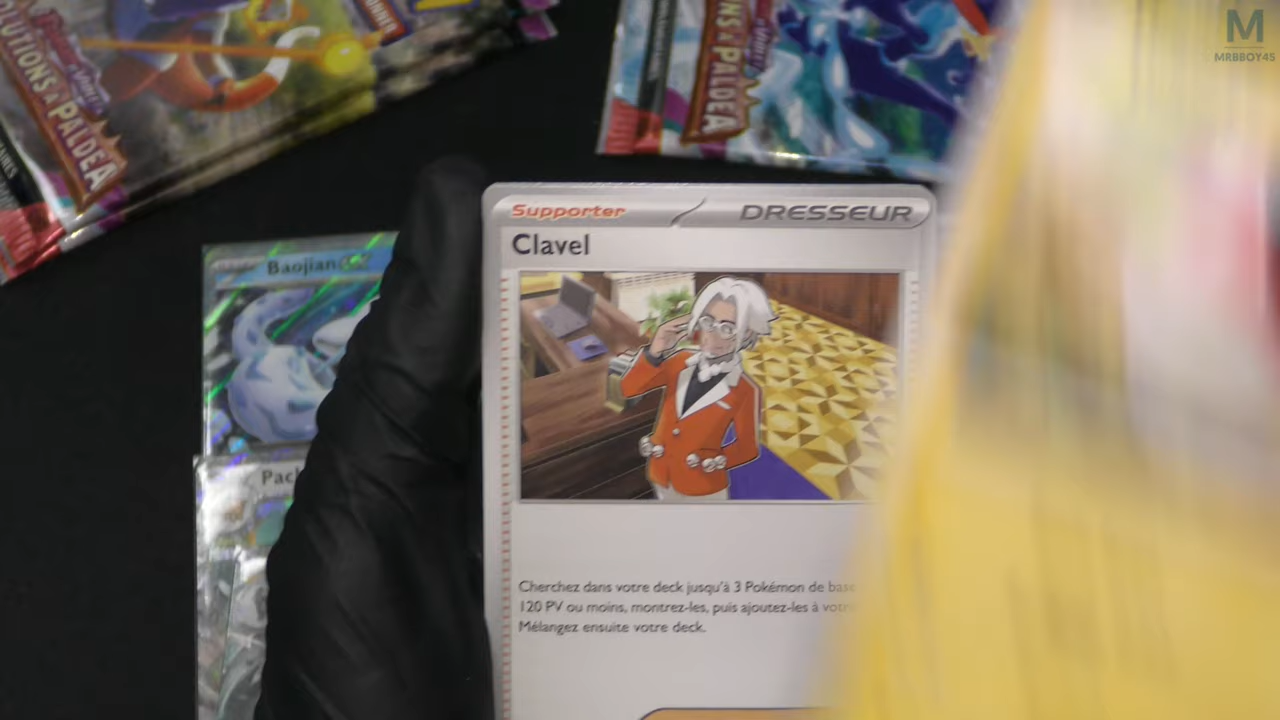 M
MRBBOY45
PALDEA
Supporter
DRESSEUR
Clavel
Baojian ex
Cherchez dans votre deck jusqu'à 3 Pokémon de base
120 PV ou moins, montrez-les, puis ajoutez-les à
Mélangez ensuite votre deck.